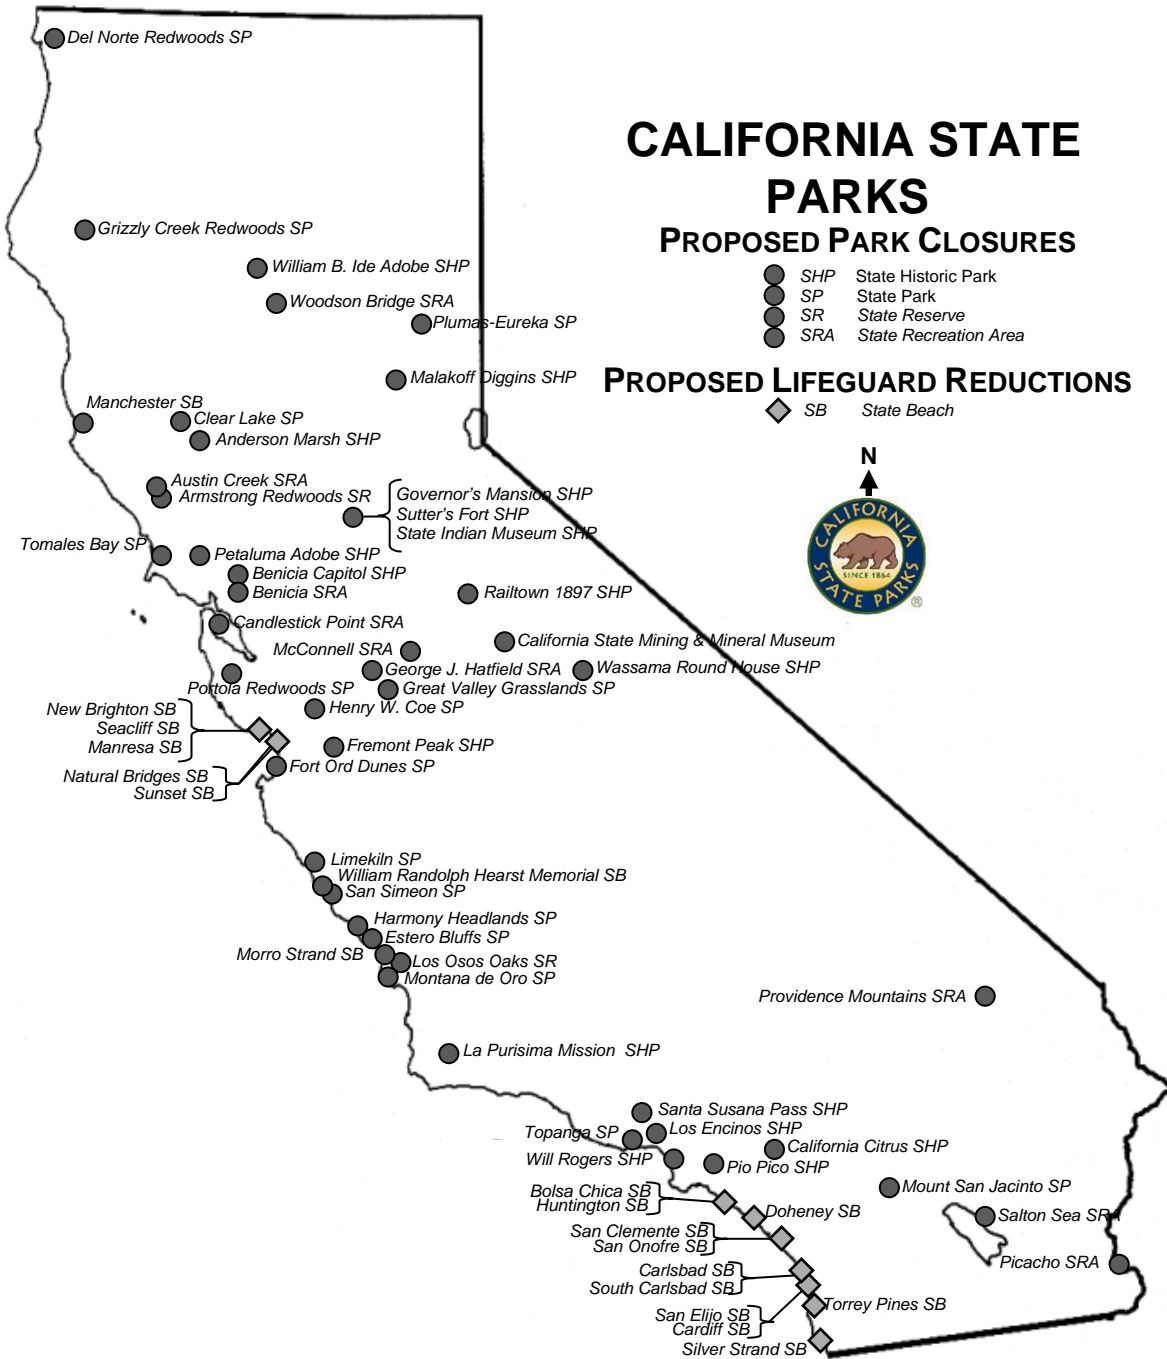 Del Norte Redwoods SP
CALIFORNIA STATE
PARKS
PROPOSED PARK CLOSURES
SHP State Historic Park
SP State Park
SR State Reserve
SRA State Recreation Area
PROPOSED LIFEGUARD REDUCTIONS
SB State Beach
N
CALIFORNIA
STATE PARKS
SINCE 1864
®
Grizzly Creek Redwoods SP
William B. Ide Adobe SHP
Woodson Bridge SRA
Plumas-Eureka SP
Malakoff Diggins SHP
Manchester SB
Clear Lake SP
Anderson Marsh SHP
Austin Creek SRA
Armstrong Redwoods SR
Governor's Mansion SHP
Sutter's Fort SHP
State Indian Museum SHP
Tomales Bay SP
Petaluma Adobe SHP
Benicia Capitol SHP
Benicia SRA
Railtown 1897 SHP
Candlestick Point SRA
California State Mining & Mineral Museum
McConnell SRA
George J. Hatfield SRA
Wassama Round House SHP
Portola Redwoods SP
Great Valley Grasslands SP
Henry W. Coe SP
New Brighton SB
Seacliff SB
Manresa SB
Fremont Peak SHP
Fort Ord Dunes SP
Natural Bridges SB
Sunset SB
Limekiln SP
William Randolph Hearst Memorial SB
San Simeon SP
Harmony Headlands SP
Estero Bluffs SP
Morro Strand SB
Los Osos Oaks SR
Montana de Oro SP
Providence Mountains SRA
La Purisima Mission SHP
Santa Susana Pass SHP
Topanga SP
Los Encinos SHP
California Citrus SHP
Will Rogers SHP
Pio Pico SHP
Mount San Jacinto SP
Bolsa Chica SB
Huntington SB
Doheney SB
Salton Sea SRA
San Clemente SB
San Onofre SB
Picacho SRA
Carlsbad SB
South Carlsbad SB
Torrey Pines SB
San Elijo SB
Cardiff SB
Silver Strand SB